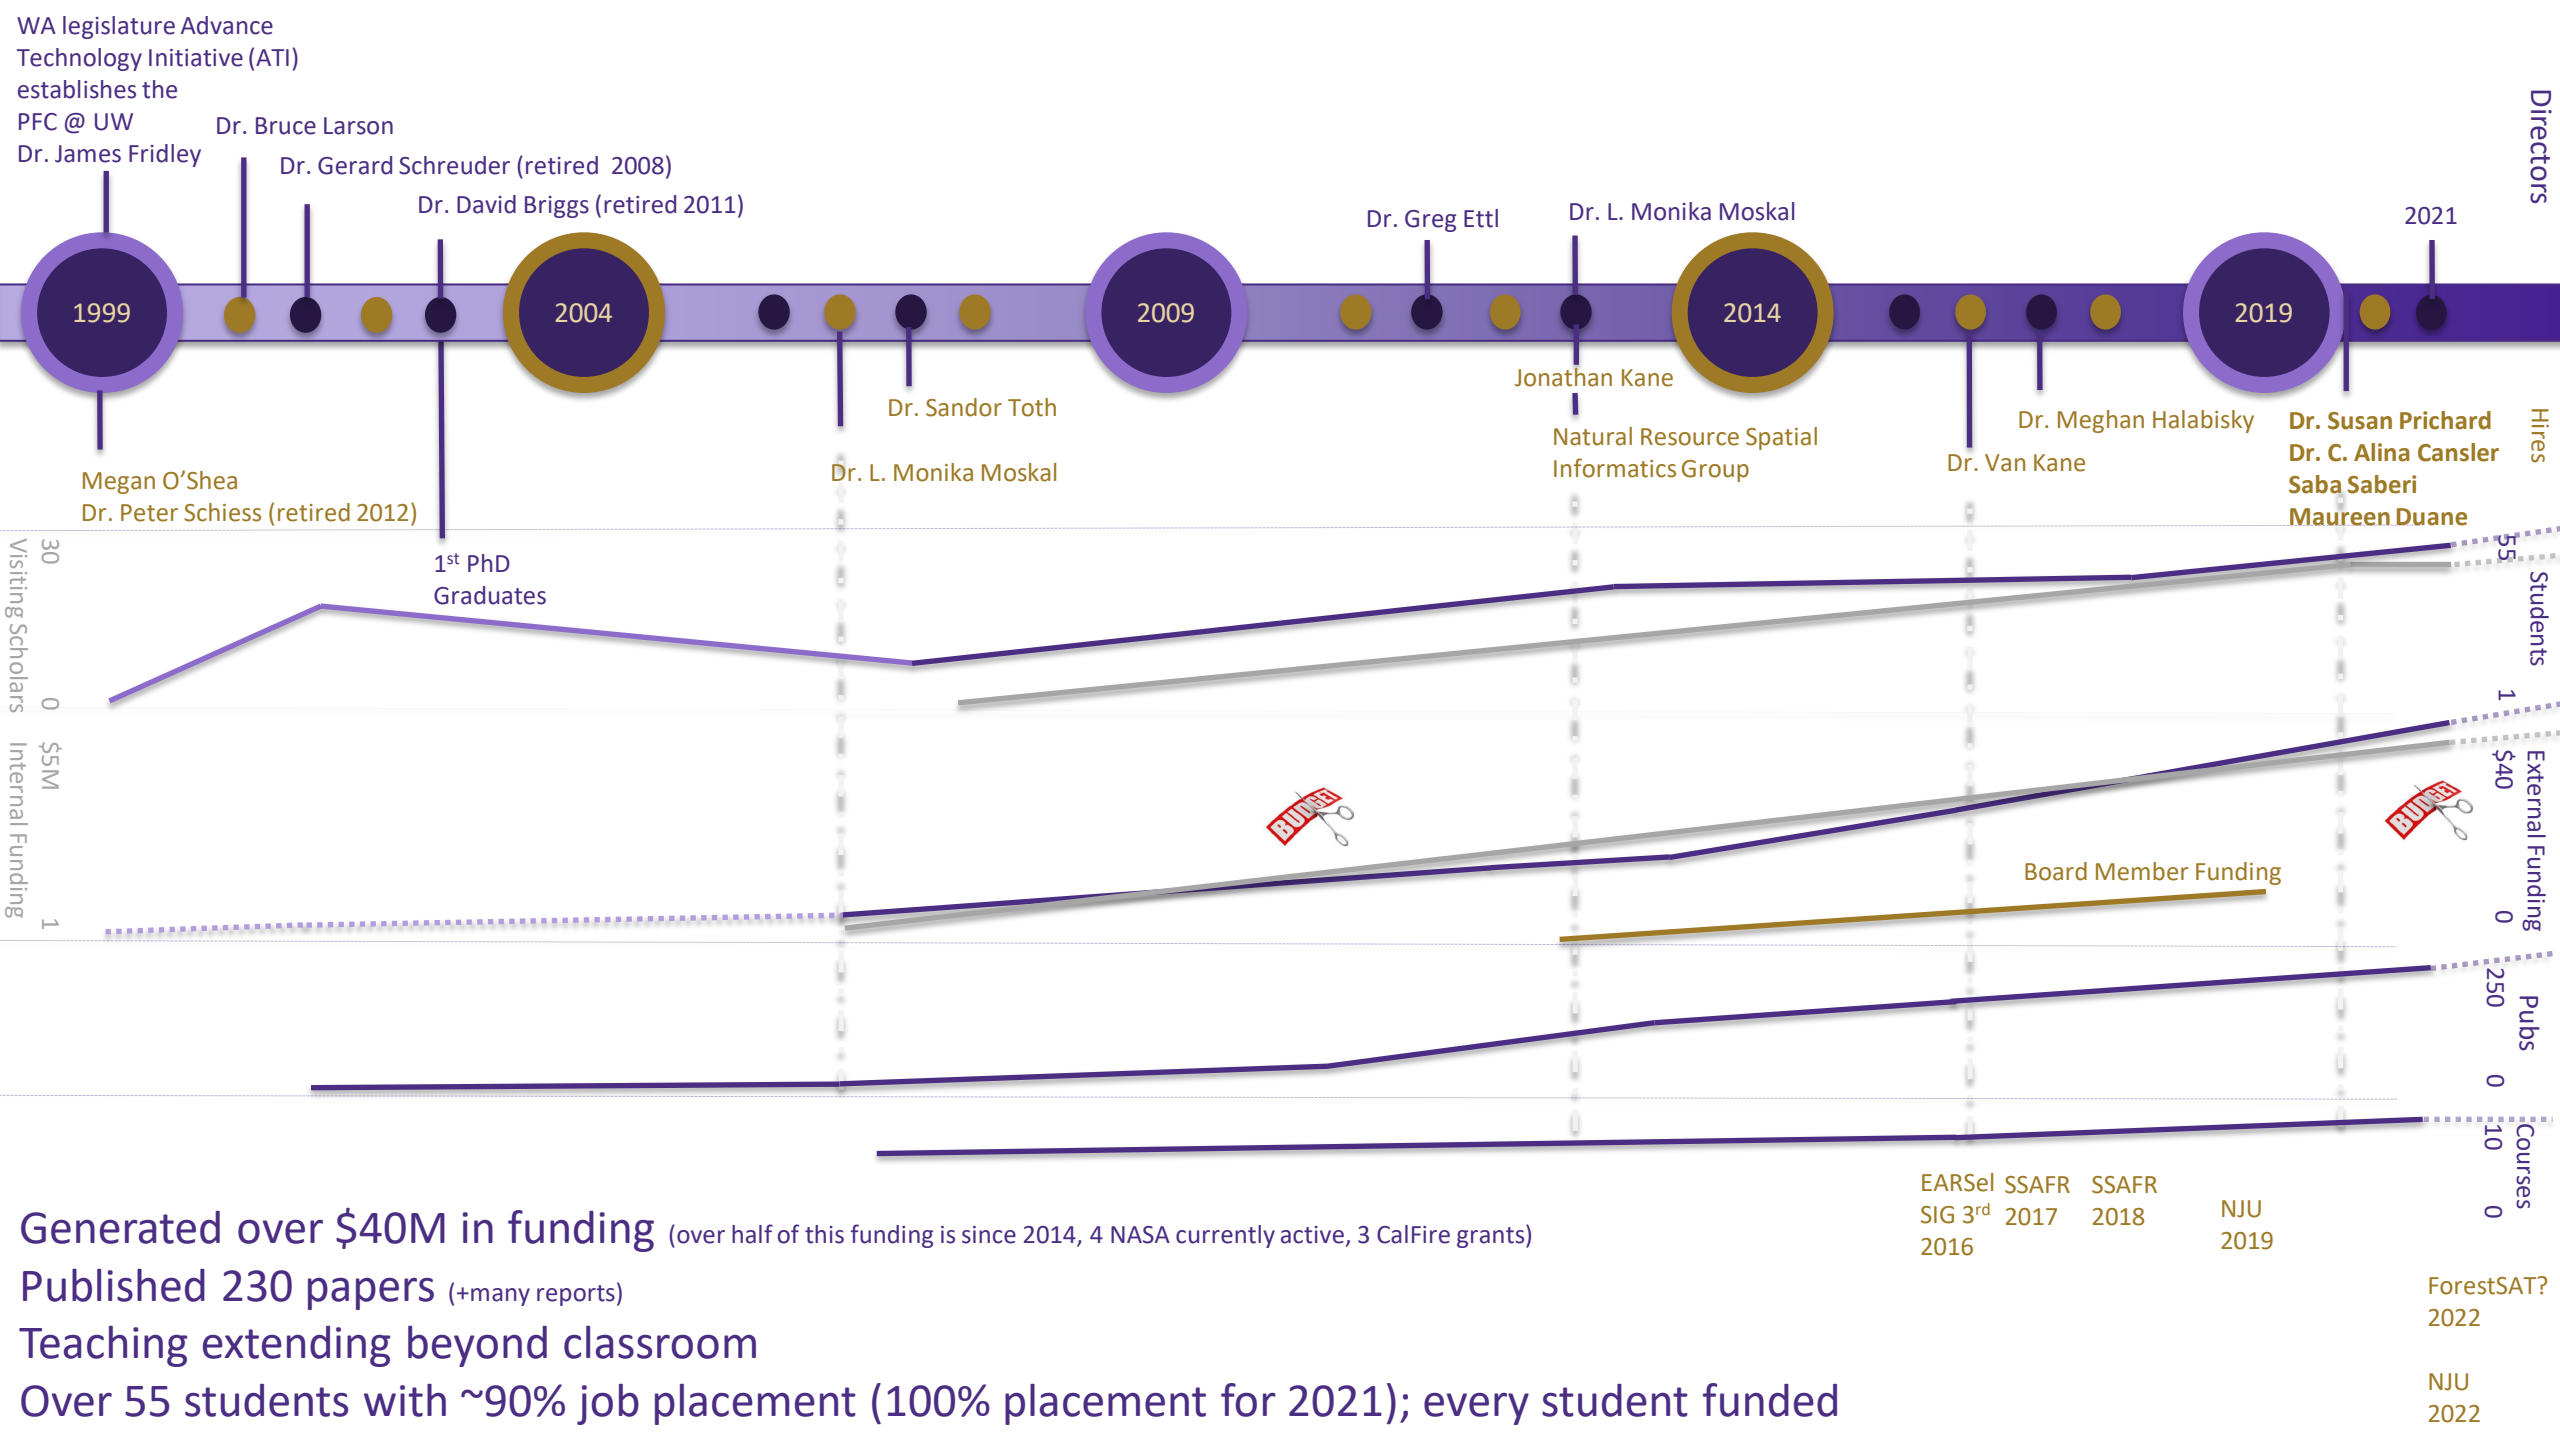 WA legislature Advance
Technology Initiative (ATI)
establishes the
PFC @ UW
Dr. James Fridley
Dr. Bruce Larson
Dr. Gerard Schreuder (retired 2008)
Dr. David Briggs (retired 2011)
Dr. Greg Ettl
Dr. L. Monika Moskal
2021
Directors
1999
2004
2009
2014
2019
Megan O’Shea
Dr. Peter Schiess (retired 2012)
1st PhD
Graduates
Dr. Sandor Toth
Dr. L. Monika Moskal
Jonathan Kane
Natural Resource Spatial
Informatics Group
Dr. Van Kane
Dr. Meghan Halabisky
Dr. Susan Prichard
Dr. C. Alina Cansler
Saba Saberi
Maureen Duane
Hires
Visiting Scholars
30
0
55
1
Students
Internal Funding
$5M
1
BUDGET
BUDGET
Board Member Funding
$40
0
External Funding
250
0
Pubs
10
0
Courses
EARSel
SIG 3rd
2016
SSAFR
2017
SSAFR
2018
NJU
2019
ForestSAT?
2022
NJU
2022
Generated over $40M in funding (over half of this funding is since 2014, 4 NASA currently active, 3 CalFire grants)
Published 230 papers (+many reports)
Teaching extending beyond classroom
Over 55 students with ~90% job placement (100% placement for 2021); every student funded